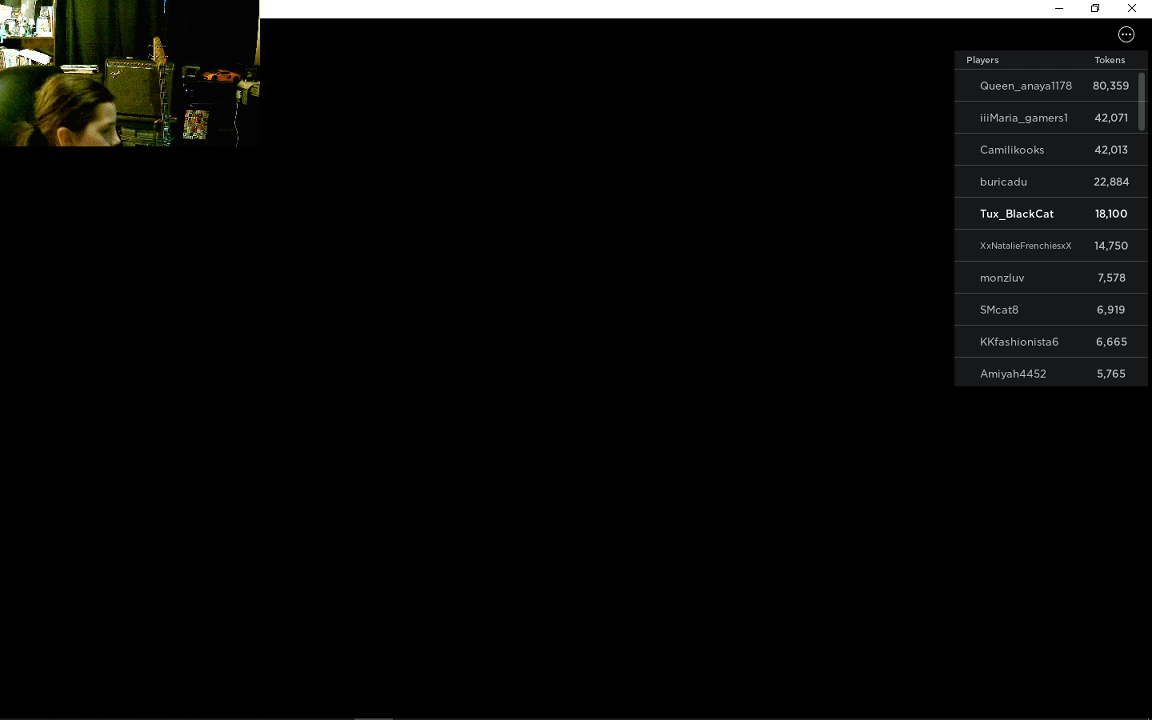 Players Tokens
Queen_anaya1178 80,359
iiiMaria_gamers1 42,071
Camilikooks 42,013
buricadu 22,884
Tux_BlackCat 18,100
XxNatalieFrenchiesxX 14,750
monzluv 7,578
SMcat8 6,919
KKfashionista6 6,665
Amiyah4452 5,765